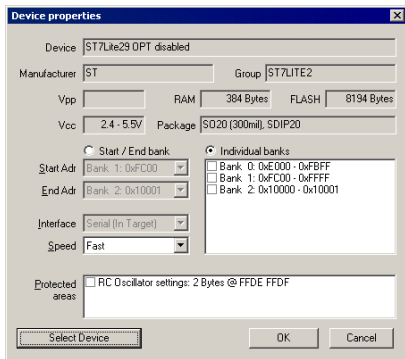 Device properties
Device ST7Lite29 OPT disabled
Manufacturer ST Group ST7LITE2
Vpp RAM 384 Bytes FLASH 8194 Bytes
Vcc 2.4 - 5.5V Package SO20 (300mil), SDIP20
Start / End bank Individual banks
Start Adr Bank 1: 0xFC00
End Adr Bank 2: 0x10001
Bank 0: 0xE000 - 0xFBFF
Bank 1: 0xFC00 - 0xFFFF
Bank 2: 0x10000 - 0x10001
Interface Serial (In Target)
Speed Fast
Protected areas
RC Oscillator settings: 2 Bytes @ FFDE FFDF
Select Device OK Cancel